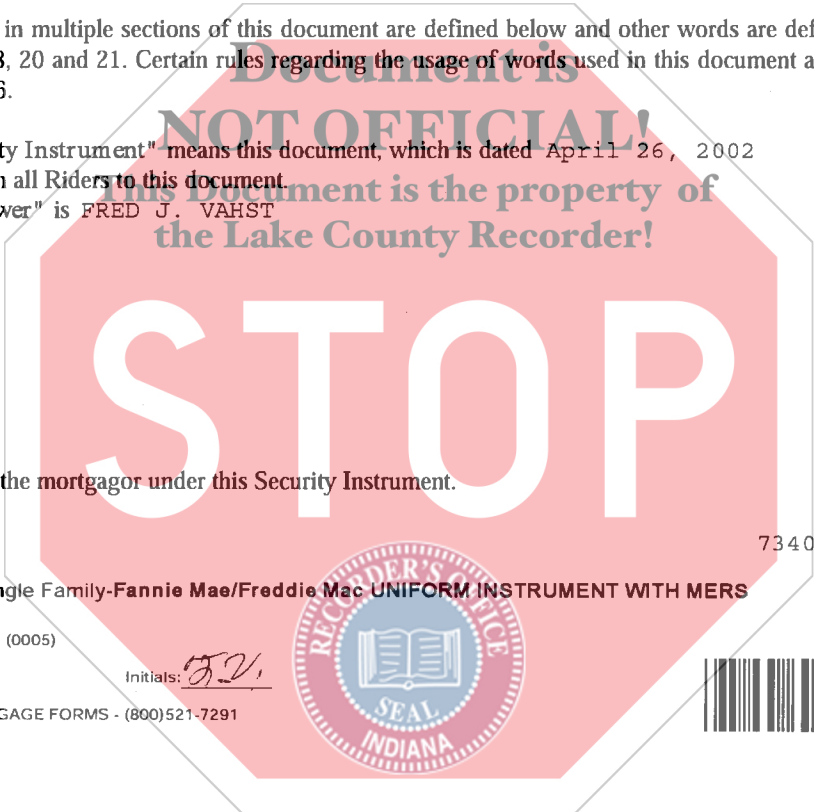 in multiple sections of this document are defined below and other words are def
8, 20 and 21. Certain rules regarding the usage of words used in this document a
Document is
6.
NOT OFFICIAL!
ty Instrument" means this document, which is dated April 26, 2002
all Riders to this document.
This Document is the property of
wer" is FRED J. VAHST
the Lake County Recorder!
STOP
the mortgagor under this Security Instrument.
7340
ngle Family-Fannie Mae/Freddie Mac UNIFORM INSTRUMENT WITH MERS
(0005)
Initials: F.V.
GAGE FORMS - (800)521-7291
RECORDER'S OFFICE
SEAL
INDIANA